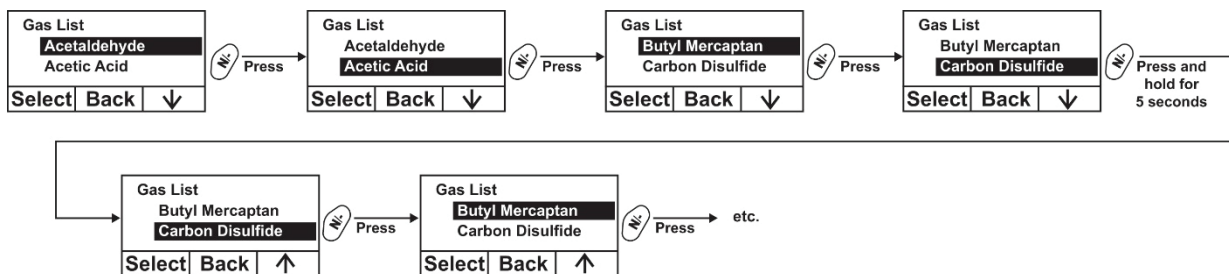 Gas List
Acetaldehyde
Acetic Acid
Select Back ↓
N/-
Press
Gas List
Acetaldehyde
Acetic Acid
Select Back ↓
N/-
Press
Gas List
Butyl Mercaptan
Carbon Disulfide
Select Back ↓
N/-
Press
Gas List
Butyl Mercaptan
Carbon Disulfide
Select Back ↓
N/-
Press and
hold for
5 seconds
Gas List
Butyl Mercaptan
Carbon Disulfide
Select Back ↑
N/-
Press
Gas List
Butyl Mercaptan
Carbon Disulfide
Select Back ↑
N/-
Press
etc.